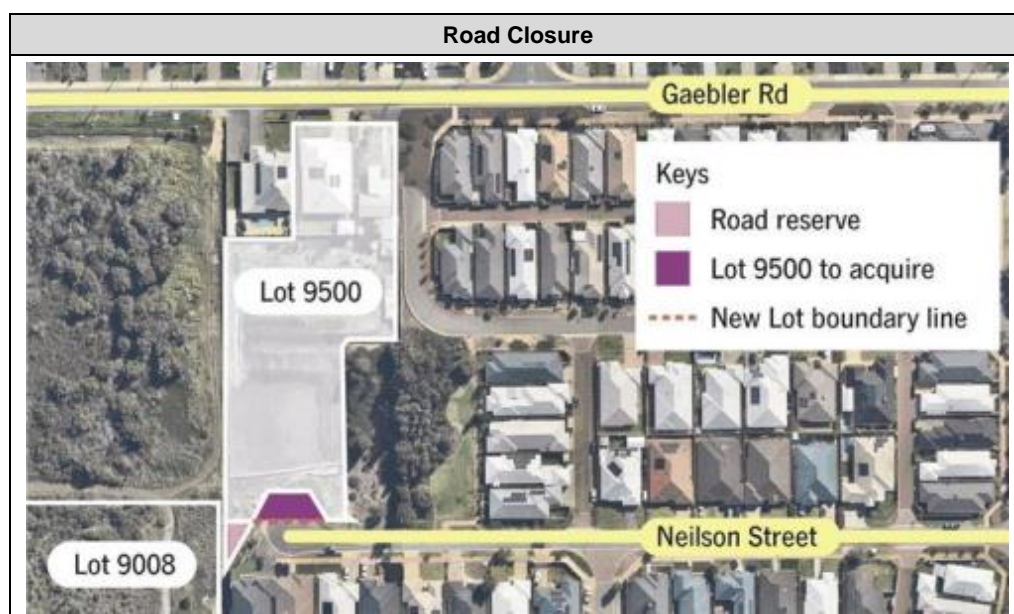 Road Closure
Gaebler Rd
Keys
Road reserve
Lot 9500 to acquire
New Lot boundary line
Lot 9500
Neilson Street
Lot 9008